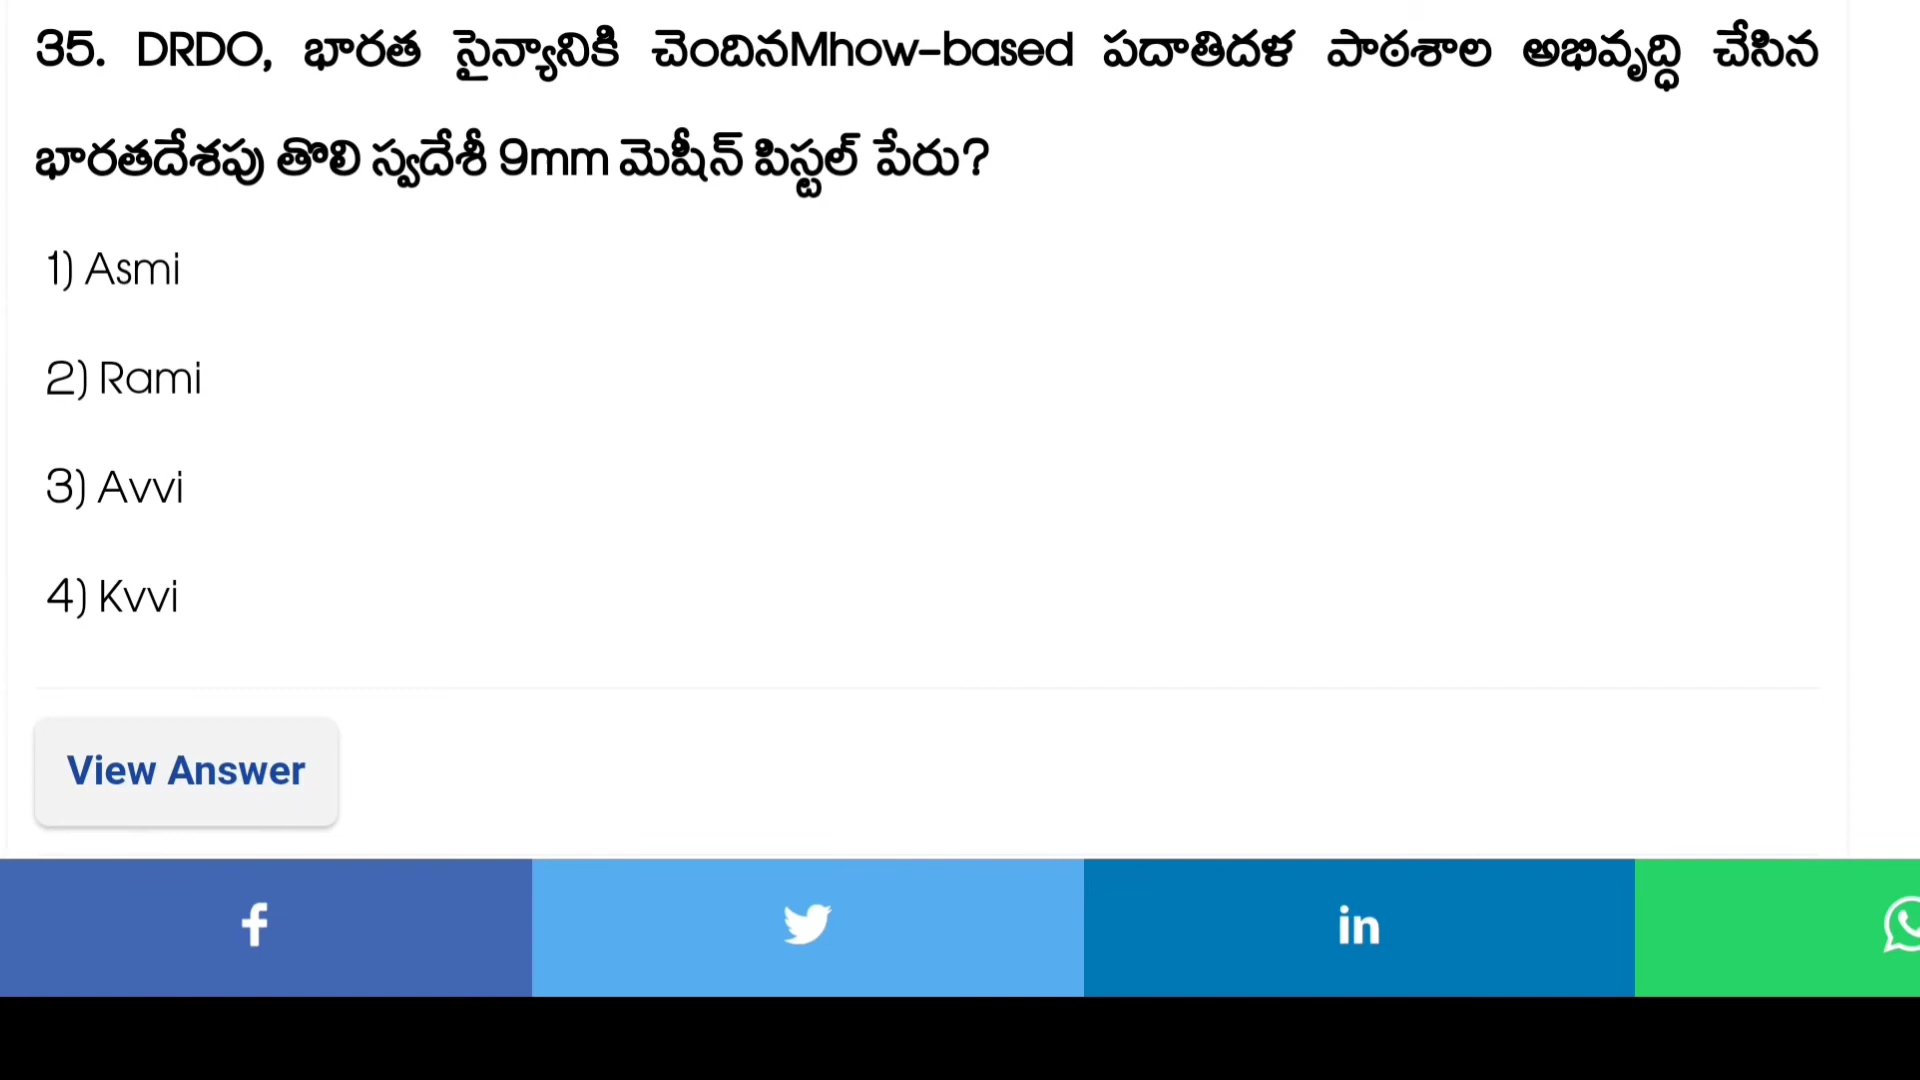 35. DRDO, భారత సైన్యానికి చెందినMhow-based పదాతిదళ పాఠశాల అభివృద్ధి చేసిన
భారతదేశపు తొలి స్వదేశీ 9mm మెషీన్ పిస్టల్ పేరు?
1) Asmi
2) Rami
3) Avvi
4) Kvvi
View Answer